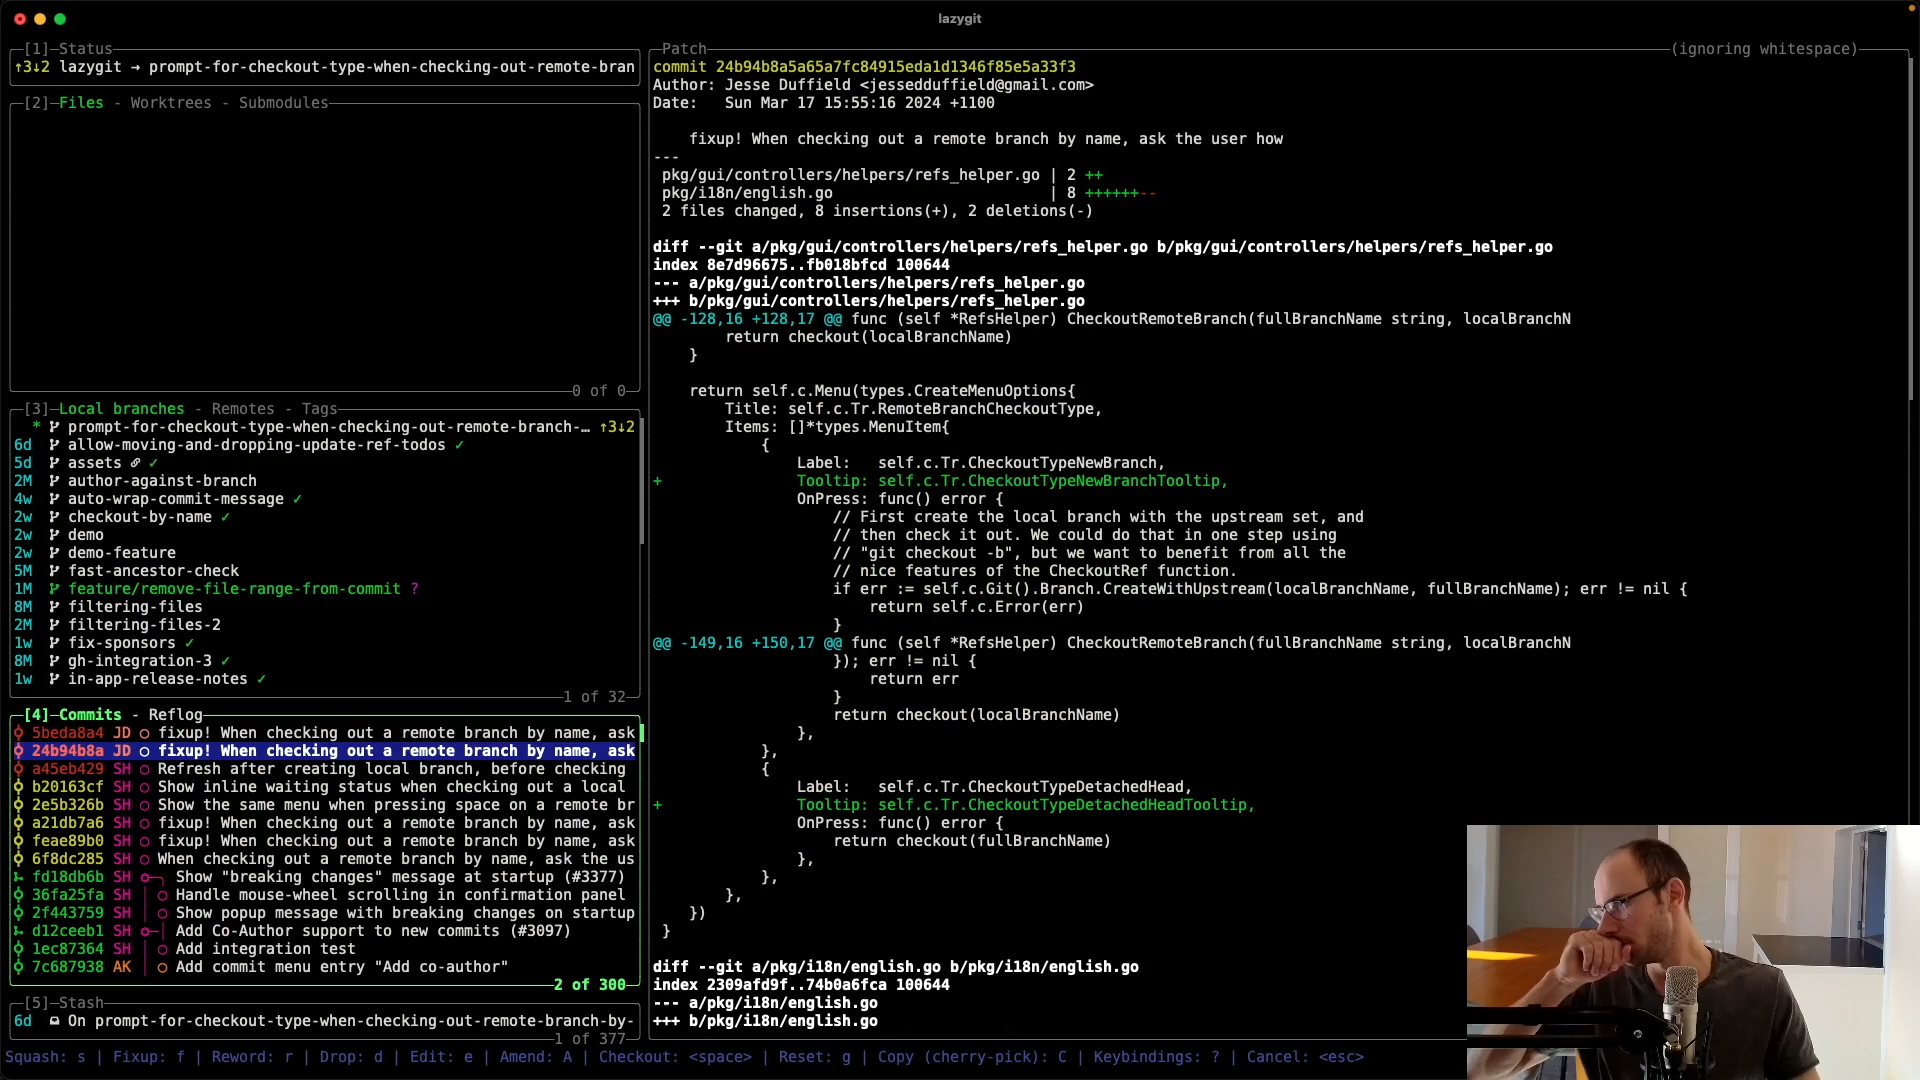 lazygit
[1]─Status
↑3↓2 lazygit → prompt-for-checkout-type-when-checking-out-remote-bran
[2]─Files - Worktrees - Submodules
0 of 0
[3]─Local branches - Remotes - Tags
* prompt-for-checkout-type-when-checking-out-remote-branch-… ↑3↓2
6d allow-moving-and-dropping-update-ref-todos ✓
5d assets ✓
2M author-against-branch
4w auto-wrap-commit-message ✓
2w checkout-by-name ✓
2w demo
2w demo-feature
5M fast-ancestor-check
1M feature/remove-file-range-from-commit ?
8M filtering-files
2M filtering-files-2
1w fix-sponsors ✓
8M gh-integration-3 ✓
1w in-app-release-notes ✓
1 of 32
[4]─Commits - Reflog
5beda8a4 JD fixup! When checking out a remote branch by name, ask
24b94b8a JD fixup! When checking out a remote branch by name, ask
a45eb429 SH Refresh after creating local branch, before checking
b20163cf SH Show inline waiting status when checking out a local
2e5b326b SH Show the same menu when pressing space on a remote br
a21db7a6 SH fixup! When checking out a remote branch by name, ask
feae89b0 SH fixup! When checking out a remote branch by name, ask
6f8dc285 SH When checking out a remote branch by name, ask the us
fd18db6b SH Show "breaking changes" message at startup (#3377)
36fa25fa SH Handle mouse-wheel scrolling in confirmation panel
2f443759 SH Show popup message with breaking changes on startup
d12ceeb1 SH Add Co-Author support to new commits (#3097)
1ec87364 SH Add integration test
7c687938 AK Add commit menu entry "Add co-author"
2 of 300
[5]─Stash
6d On prompt-for-checkout-type-when-checking-out-remote-branch-by-
1 of 377
Patch (ignoring whitespace)
commit 24b94b8a5a65a7fc84915eda1d1346f85e5a33f3
Author: Jesse Duffield <jessedduffield@gmail.com>
Date:   Sun Mar 17 15:55:16 2024 +1100
fixup! When checking out a remote branch by name, ask the user how
---
pkg/gui/controllers/helpers/refs_helper.go | 2 ++
pkg/i18n/english.go | 8 ++++++--
2 files changed, 8 insertions(+), 2 deletions(-)
diff --git a/pkg/gui/controllers/helpers/refs_helper.go b/pkg/gui/controllers/helpers/refs_helper.go
index 8e7d96675..fb018bfcd 100644
--- a/pkg/gui/controllers/helpers/refs_helper.go
+++ b/pkg/gui/controllers/helpers/refs_helper.go
@@ -128,16 +128,17 @@ func (self *RefsHelper) CheckoutRemoteBranch(fullBranchName string, localBranchN
return checkout(localBranchName)
}
return self.c.Menu(types.CreateMenuOptions{
Title: self.c.Tr.RemoteBranchCheckoutType,
Items: []*types.MenuItem{
{
Label:   self.c.Tr.CheckoutTypeNewBranch,
+ Tooltip: self.c.Tr.CheckoutTypeNewBranchTooltip,
OnPress: func() error {
// First create the local branch with the upstream set, and
// then check it out. We could do that in one step using
// "git checkout -b", but we want to benefit from all the
// nice features of the CheckoutRef function.
if err := self.c.Git().Branch.CreateWithUpstream(localBranchName, fullBranchName); err != nil {
return self.c.Error(err)
}
@@ -149,16 +150,17 @@ func (self *RefsHelper) CheckoutRemoteBranch(fullBranchName string, localBranchN
}); err != nil {
return err
}
return checkout(localBranchName)
},
},
{
Label:   self.c.Tr.CheckoutTypeDetachedHead,
+ Tooltip: self.c.Tr.CheckoutTypeDetachedHeadTooltip,
OnPress: func() error {
return checkout(fullBranchName)
},
},
},
})
}
diff --git a/pkg/i18n/english.go b/pkg/i18n/english.go
index 2309afd9f..74b0a6fca 100644
--- a/pkg/i18n/english.go
+++ b/pkg/i18n/english.go
Squash: s | Fixup: f | Reword: r | Drop: d | Edit: e | Amend: A | Checkout: <space> | Reset: g | Copy (cherry-pick): C | Keybindings: ? | Cancel: <esc>